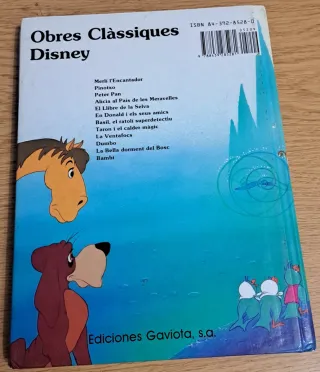 Obres Clàssiques
Disney
ISBN 84-392-8528-0
Merlí l'Encantador
Pinotxo
Peter Pan
Alícia al País de les Meravelles
El Llibre de la Selva
En Donald i els seus amics
Basil, el ratolí superdetectiu
Taron i el calder màgic
La Ventafocs
Dumbo
La Bella dorment del Bosc
Bambi
Ediciones Gaviota, s.a.